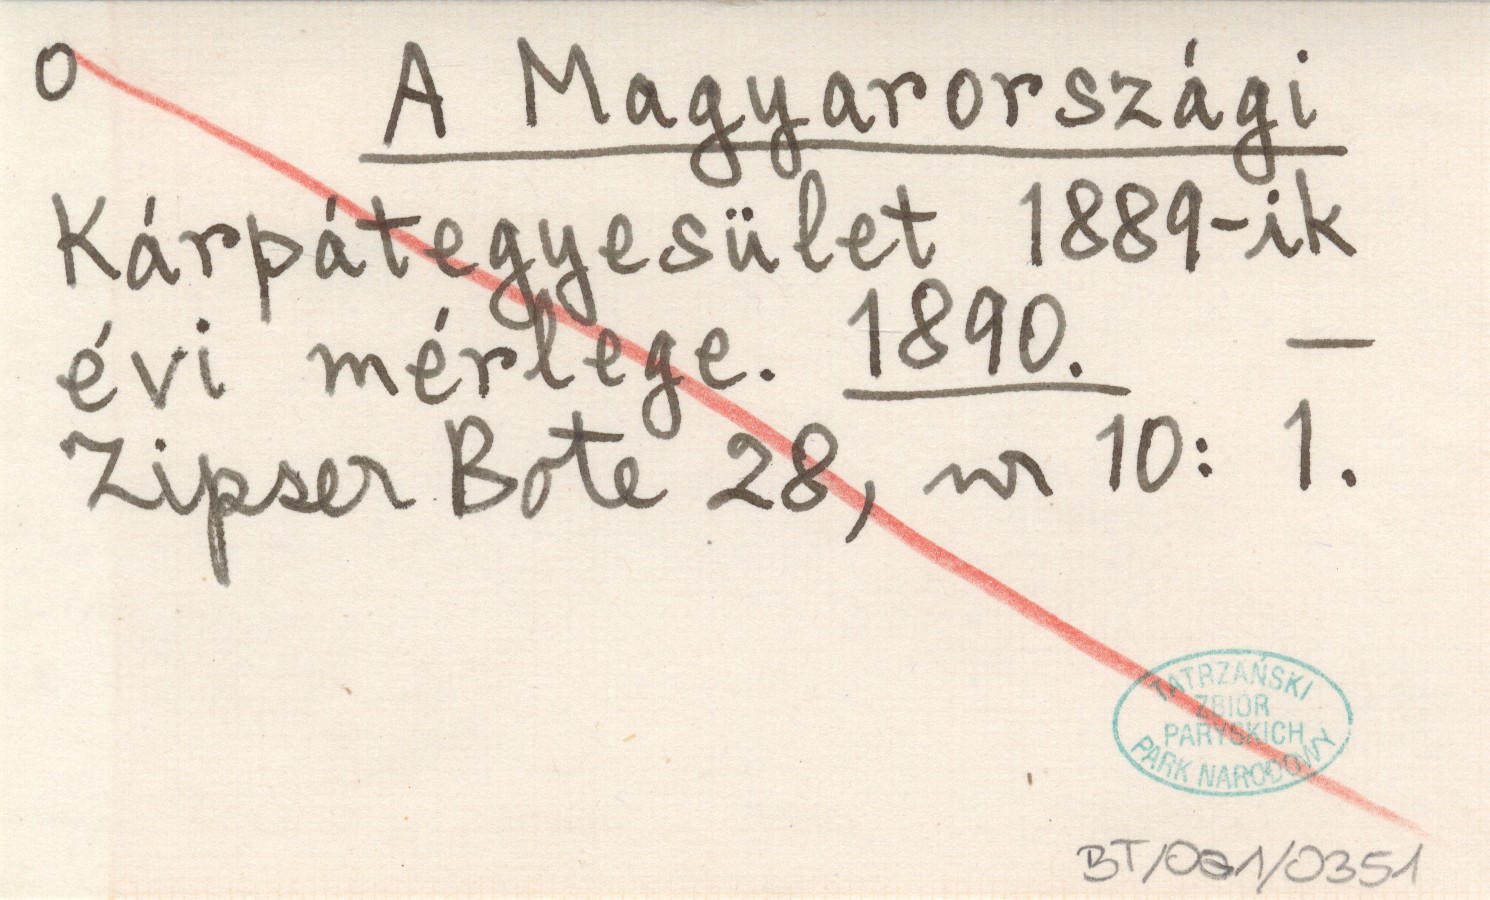 o A Magyarországi
Kárpátegyesület 1889-ik
évi mérlege. 1890. —
Zipser Bote 28, nr 10: 1.
TATRZAŃSKI
ZBIÓR
PARYSKICH
PARK NARODOWY
BT/001/0351